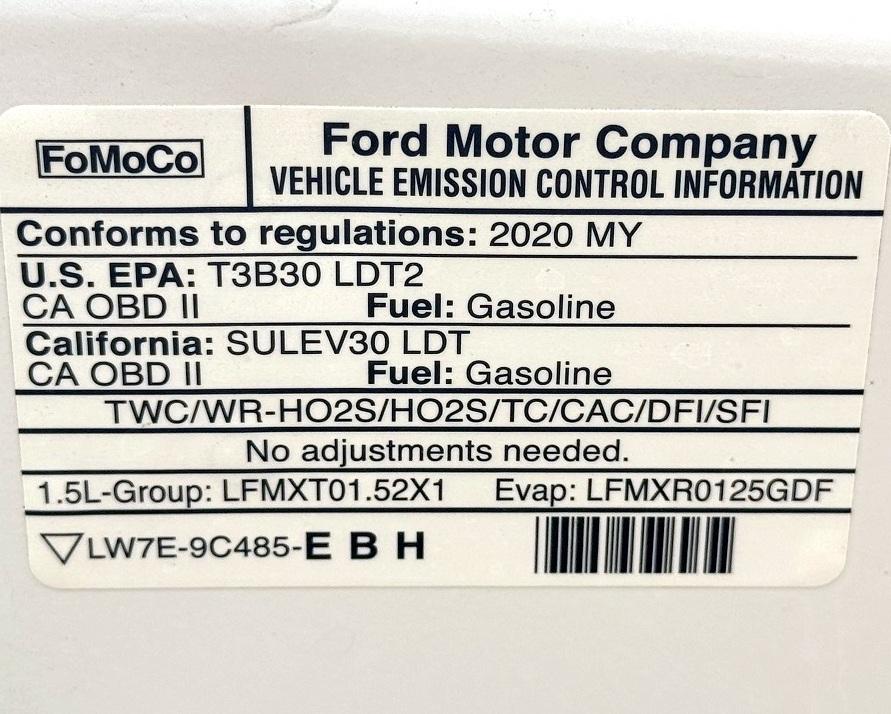 FoMoCo
Ford Motor Company
VEHICLE EMISSION CONTROL INFORMATION
Conforms to regulations: 2020 MY
U.S. EPA: T3B30 LDT2
CA OBD II Fuel: Gasoline
California: SULEV30 LDT
CA OBD II Fuel: Gasoline
TWC/WR-HO2S/HO2S/TC/CAC/DFI/SFI
No adjustments needed.
1.5L-Group: LFMXT01.52X1 Evap: LFMXR0125GDF
LW7E-9C485-E B H